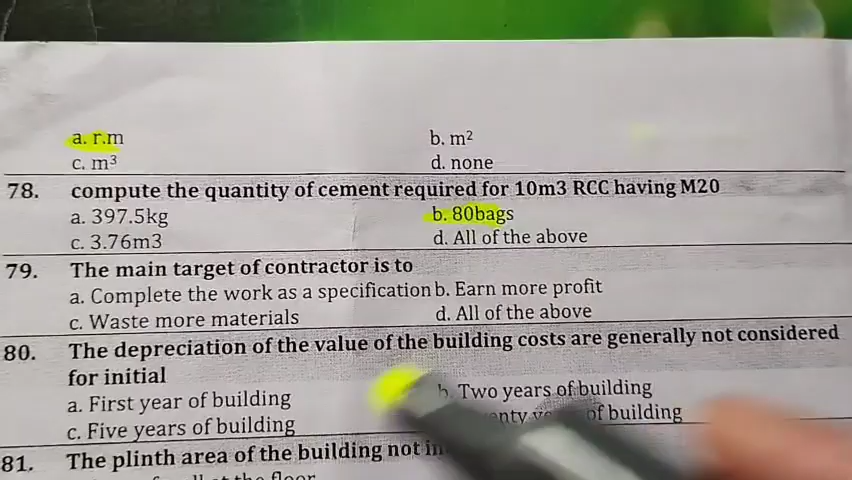 a. r.m b. m²
c. m³ d. none
78. compute the quantity of cement required for 10m3 RCC having M20
a. 397.5kg b. 80bags
c. 3.76m3 d. All of the above
79. The main target of contractor is to
a. Complete the work as a specification b. Earn more profit
c. Waste more materials d. All of the above
80. The depreciation of the value of the building costs are generally not considered
for initial
a. First year of building b. Two years of building
c. Five years of building of building
81. The plinth area of the building not
at the floor